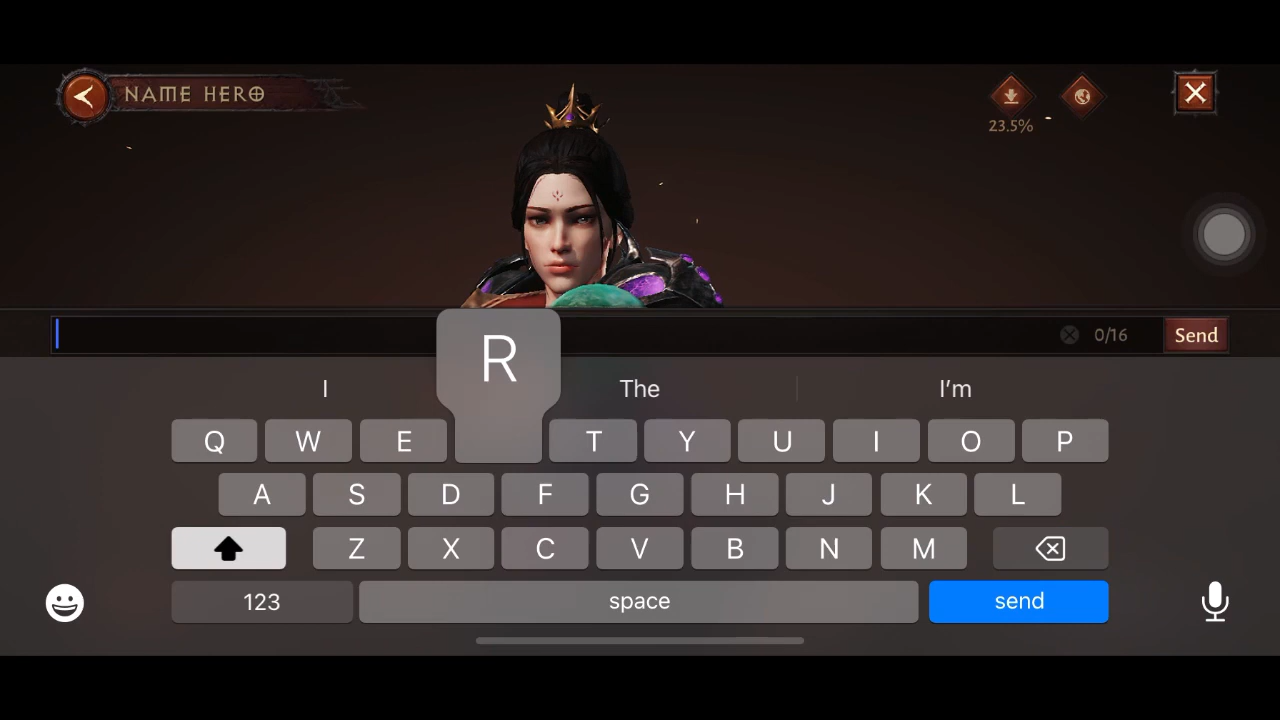 NAME HERO
23.5%
0/16
Send
R
I
The
I'm
Q W E T Y U I O P
A S D F G H J K L
Z X C V B N M
123
space
send